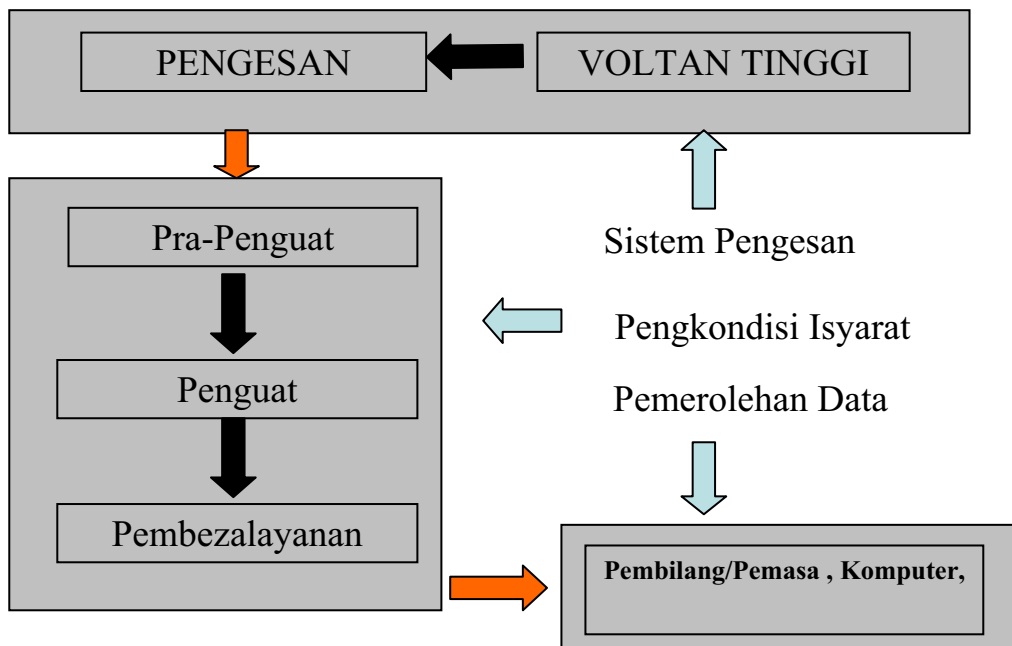 PENGESAN
VOLTAN TINGGI
Pra-Penguat
Sistem Pengesan
Pengkondisi Isyarat
Penguat
Pemerolehan Data
Pembezalayanan
Pembilang/Pemasa , Komputer,